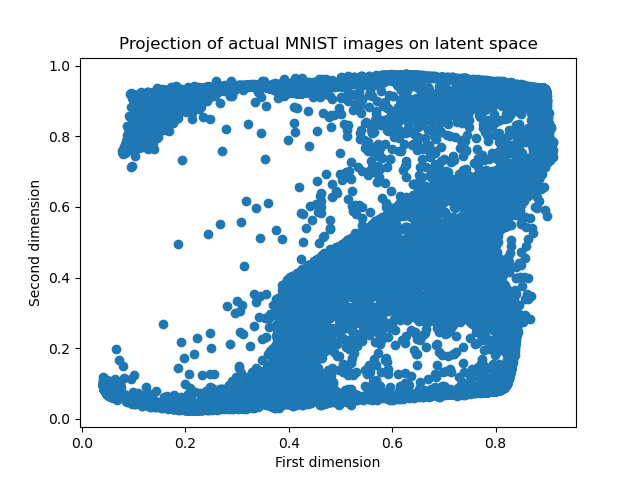 Projection of actual MNIST images on latent space
1.0
0.8
0.6
0.4
0.2
0.0
Second dimension
0.0 0.2 0.4 0.6 0.8
First dimension